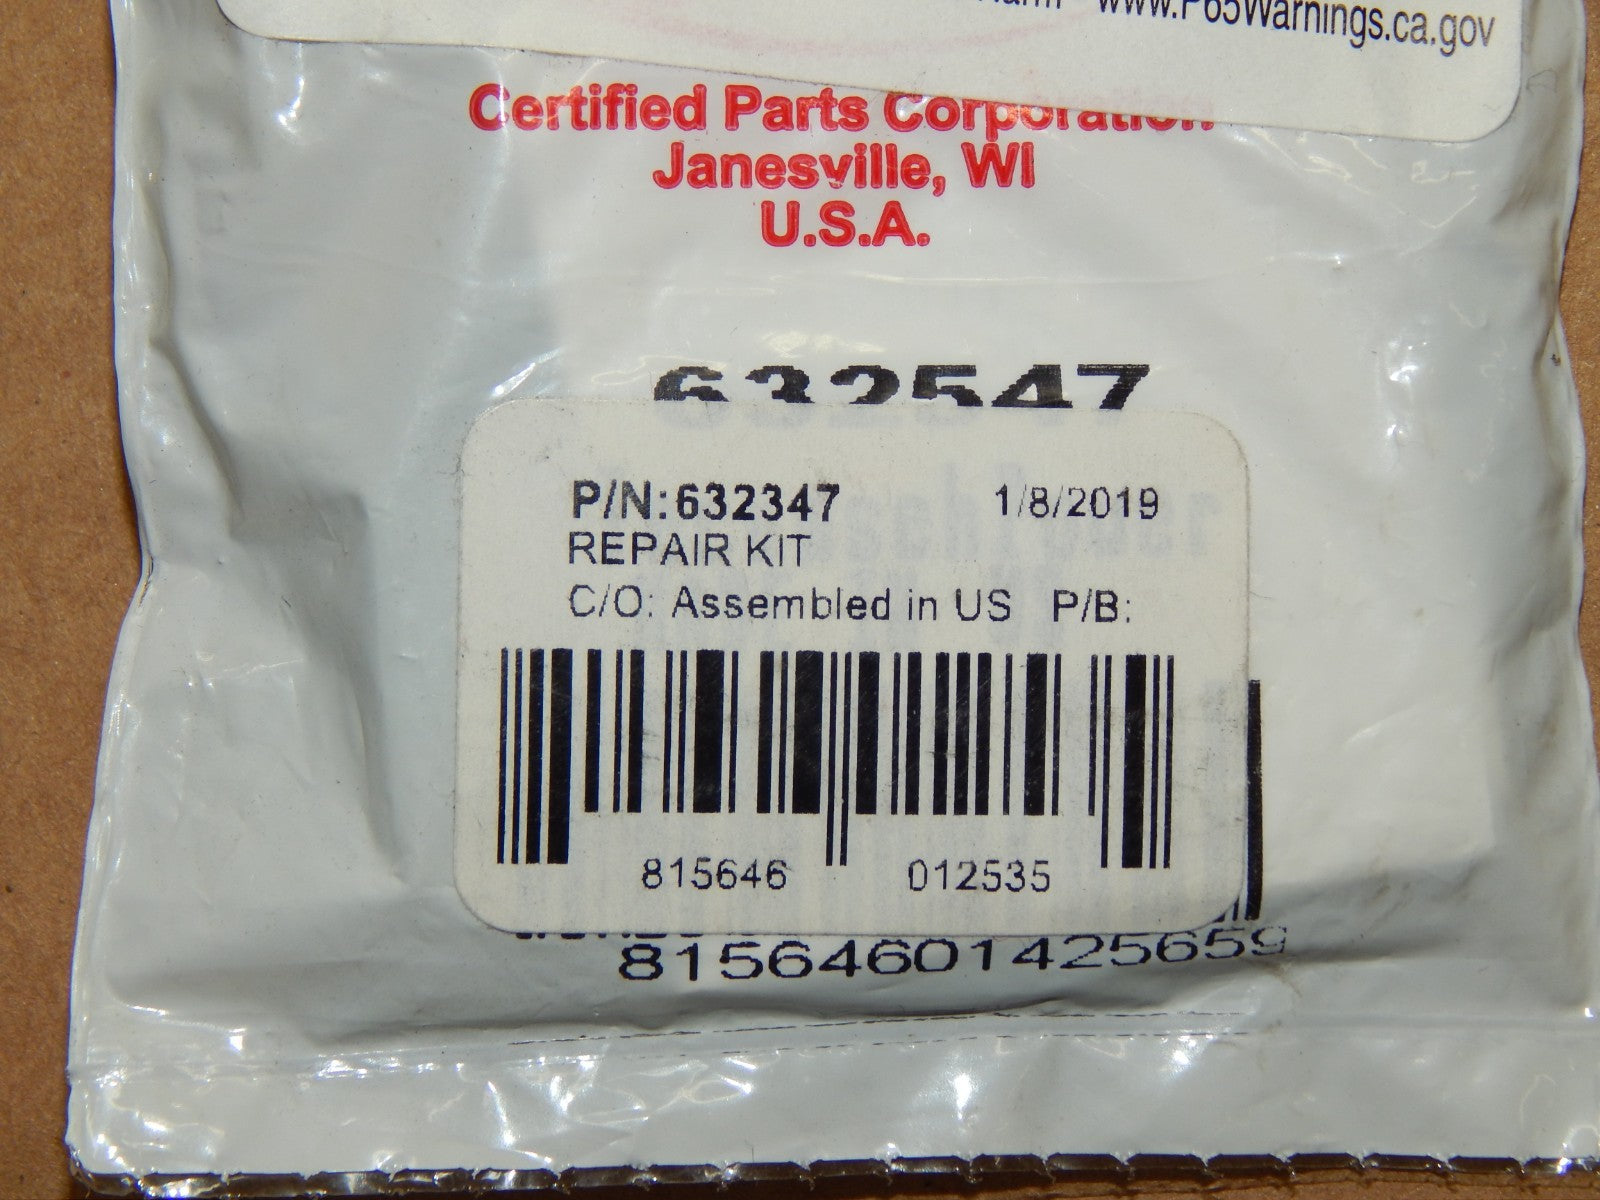 www.P65Warnings.ca.gov
Certified Parts Corporation
Janesville, WI
U.S.A.
632547
P/N:632347 1/8/2019
REPAIR KIT
C/O: Assembled in US P/B:
815646 012535
81564601425659